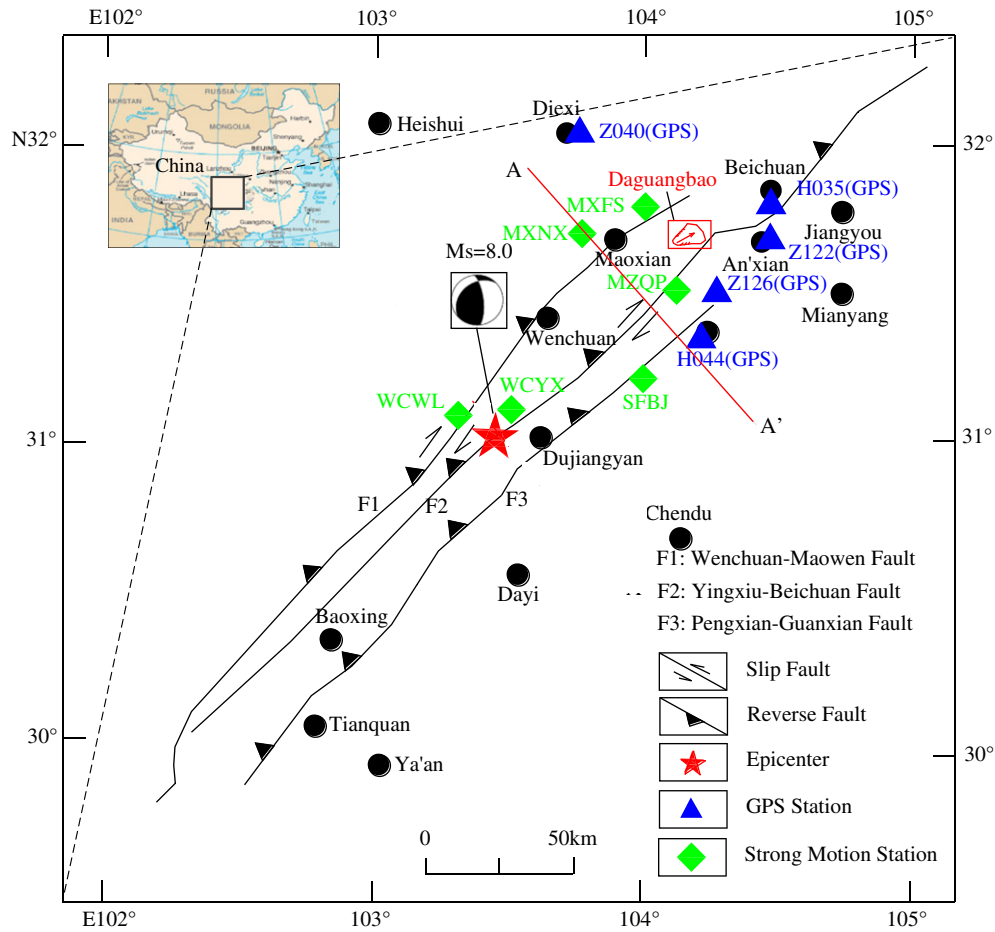 E102°
103°
104°
105°
N32°
32°
Heishui
Diexi
Z040(GPS)
RUSSIA
MONGOLIA
BEIJING
China
INDIA
A
Daguangbao
Beichuan
H035(GPS)
MXFS
Jiangyou
MXNX
Maoxian
An'xian
Z122(GPS)
Ms=8.0
MZQP
Z126(GPS)
Mianyang
Wenchuan
H044(GPS)
WCWL
WCYX
SFBJ
A’
31°
31°
Dujiangyan
F1
F2
F3
Chendu
F1: Wenchuan-Maowen Fault
Dayi
F2: Yingxiu-Beichuan Fault
Baoxing
F3: Pengxian-Guanxian Fault
Slip Fault
Reverse Fault
Tianquan
30°
30°
Ya'an
Epicenter
GPS Station
0
50km
Strong Motion Station
E102°
103°
104°
105°